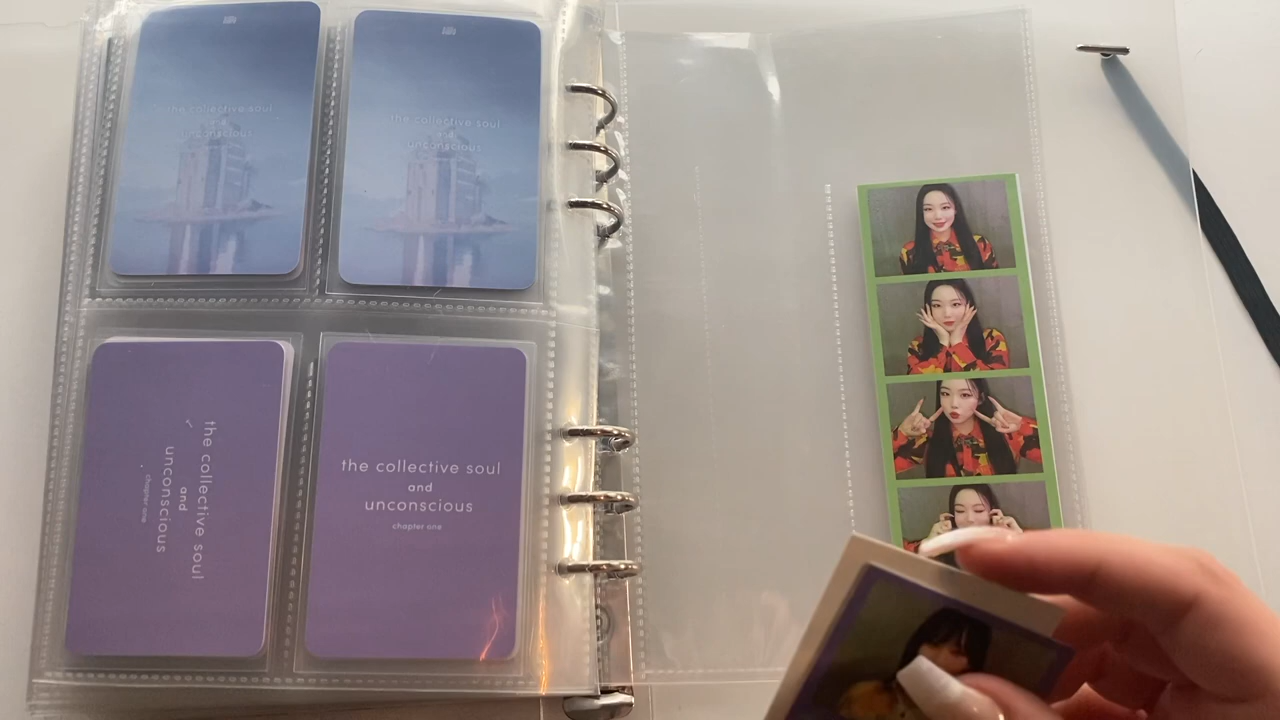 the collective soul
and
unconscious
the collective soul
and
unconscious
the collective soul
and
unconscious
chapter one
the collective soul
and
unconscious
chapter one